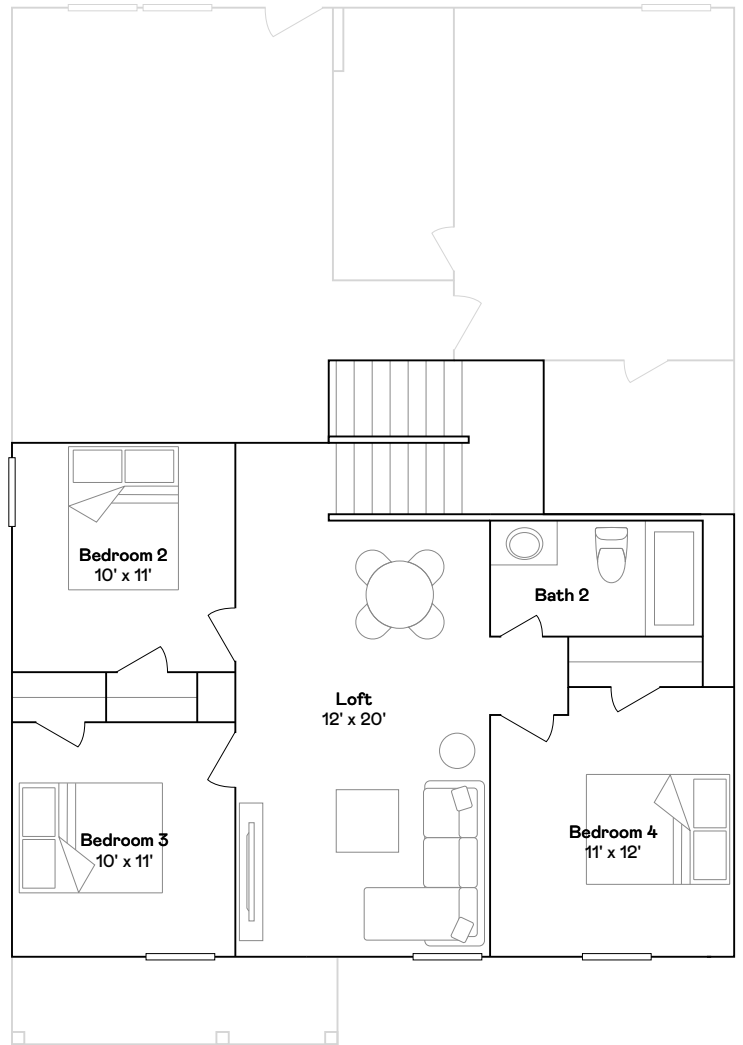 Bedroom 2
10' x 11'
Bath 2
Loft
12' x 20'
Bedroom 3
10' x 11'
Bedroom 4
11' x 12'